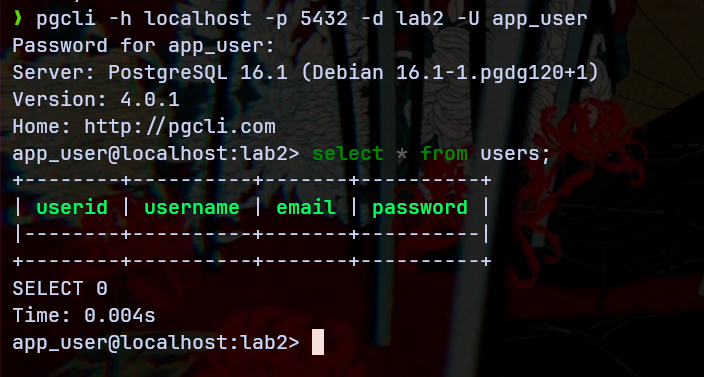 ❯ pgcli -h localhost -p 5432 -d lab2 -U app_user
Password for app_user:
Server: PostgreSQL 16.1 (Debian 16.1-1.pgdg120+1)
Version: 4.0.1
Home: http://pgcli.com
app_user@localhost:lab2> select * from users;
+--------+----------+-------+----------+
| userid | username | email | password |
|--------+----------+-------+----------|
+--------+----------+-------+----------+
SELECT 0
Time: 0.004s
app_user@localhost:lab2>